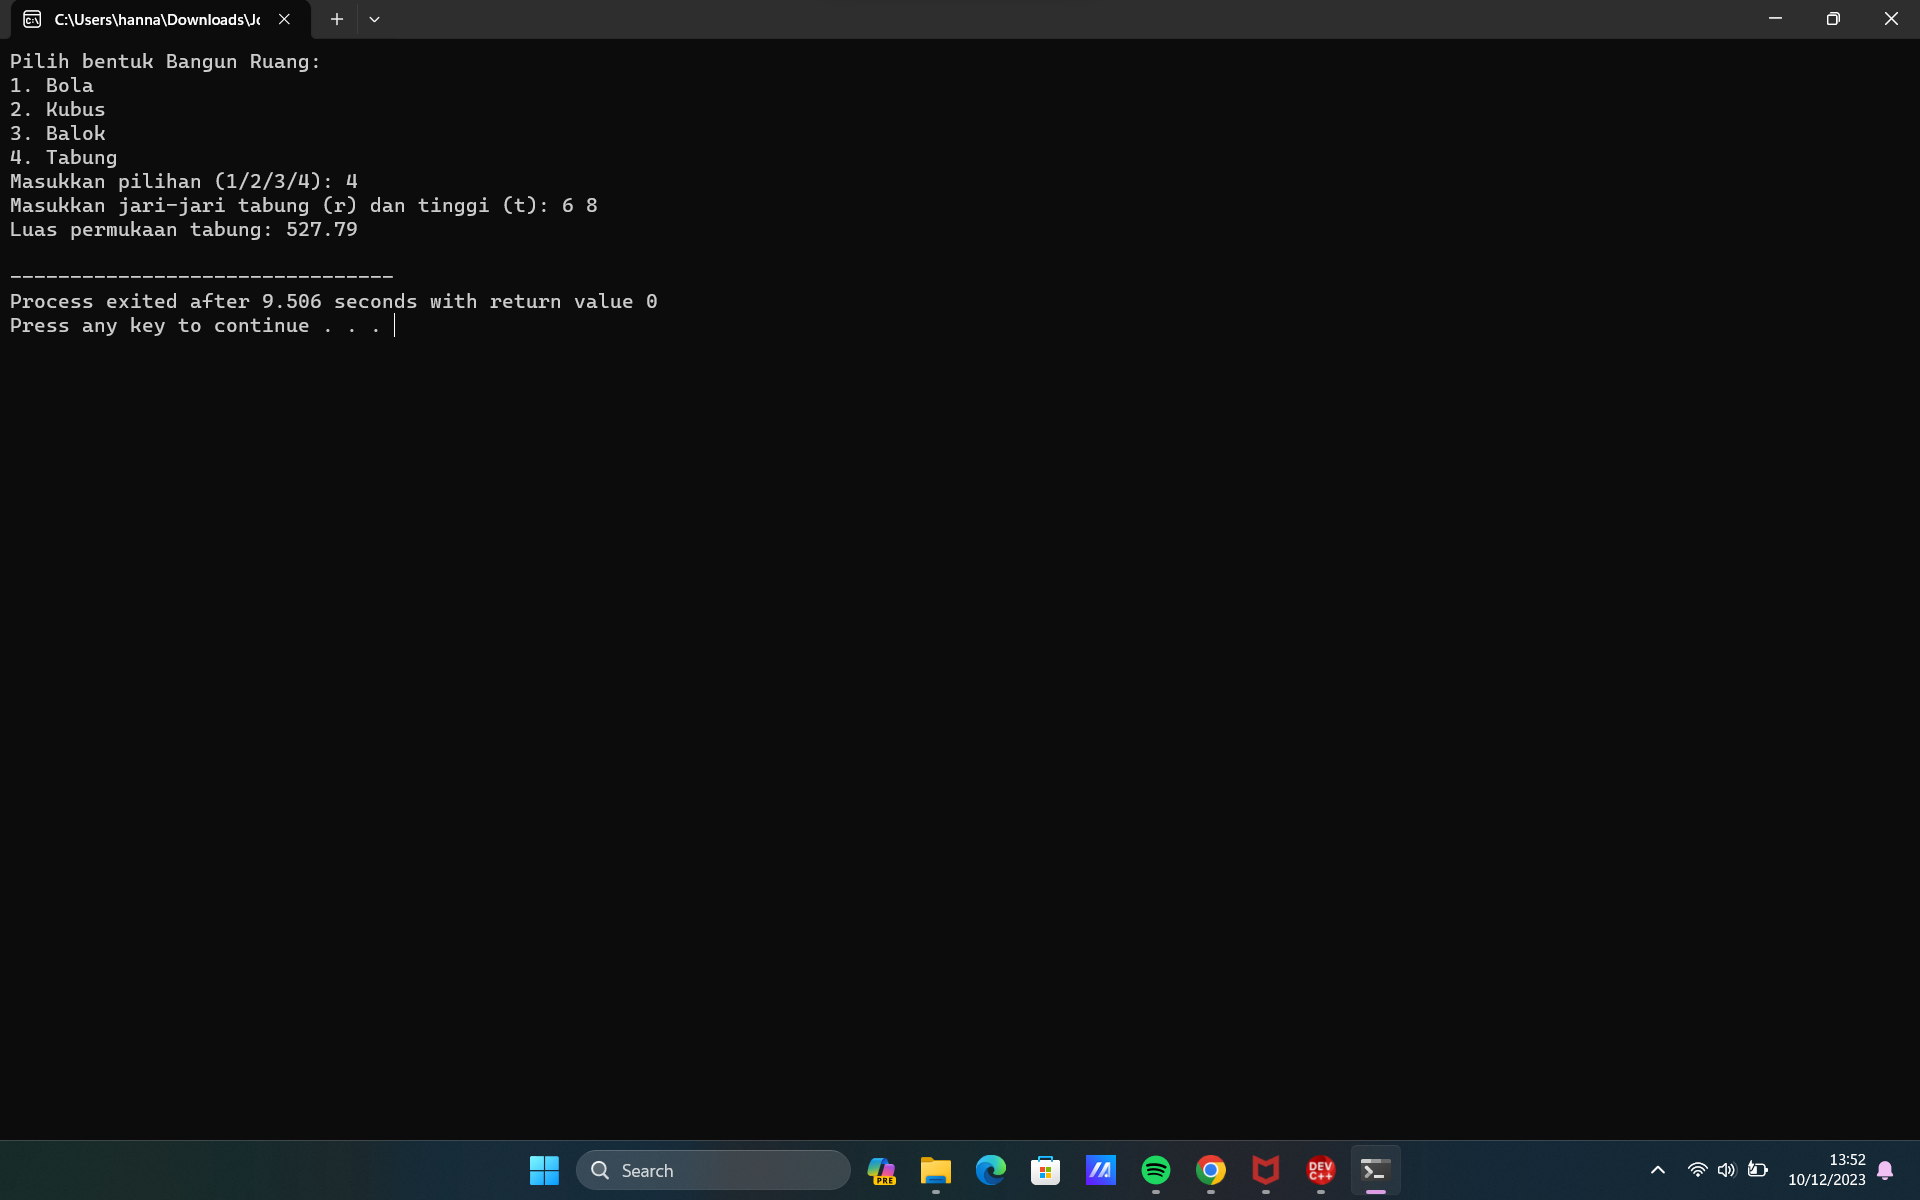 C:\Users\hanna\Downloads\Jo
Pilih bentuk Bangun Ruang:
1. Bola
2. Kubus
3. Balok
4. Tabung
Masukkan pilihan (1/2/3/4): 4
Masukkan jari-jari tabung (r) dan tinggi (t): 6 8
Luas permukaan tabung: 527.79
--------------------------------
Process exited after 9.506 seconds with return value 0
Press any key to continue . . .
Search
PRE
DEV
C++
13:52
10/12/2023